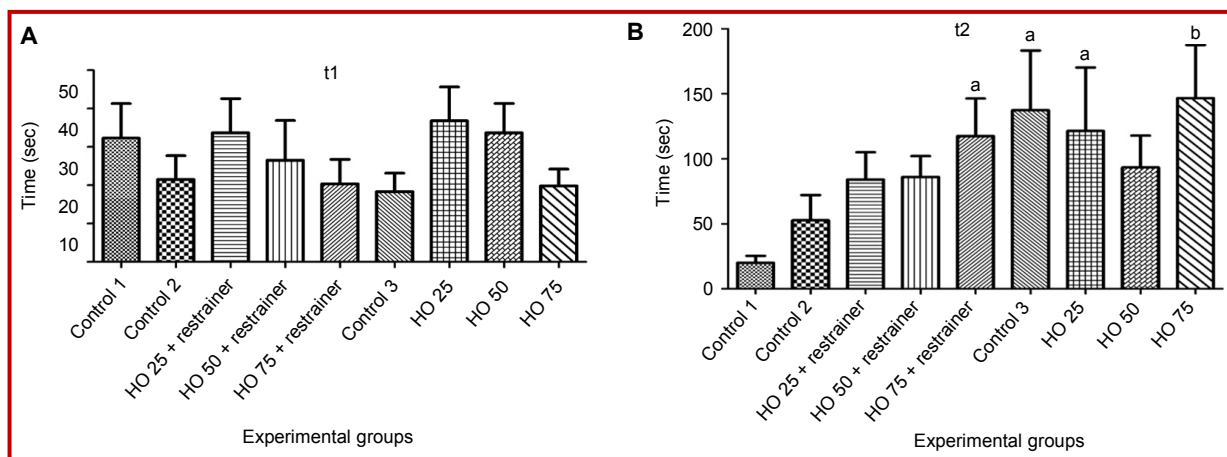 A
t1
50
40
30
20
10
Time (sec)
Control 1
Control 2
HO 25 + restrainer
HO 50 + restrainer
HO 75 + restrainer
Control 3
HO 25
HO 50
HO 75
Experimental groups
B
t2
200
150
100
50
0
Time (sec)
a
a
a
b
Control 1
Control 2
HO 25 + restrainer
HO 50 + restrainer
HO 75 + restrainer
Control 3
HO 25
HO 50
HO 75
Experimental groups